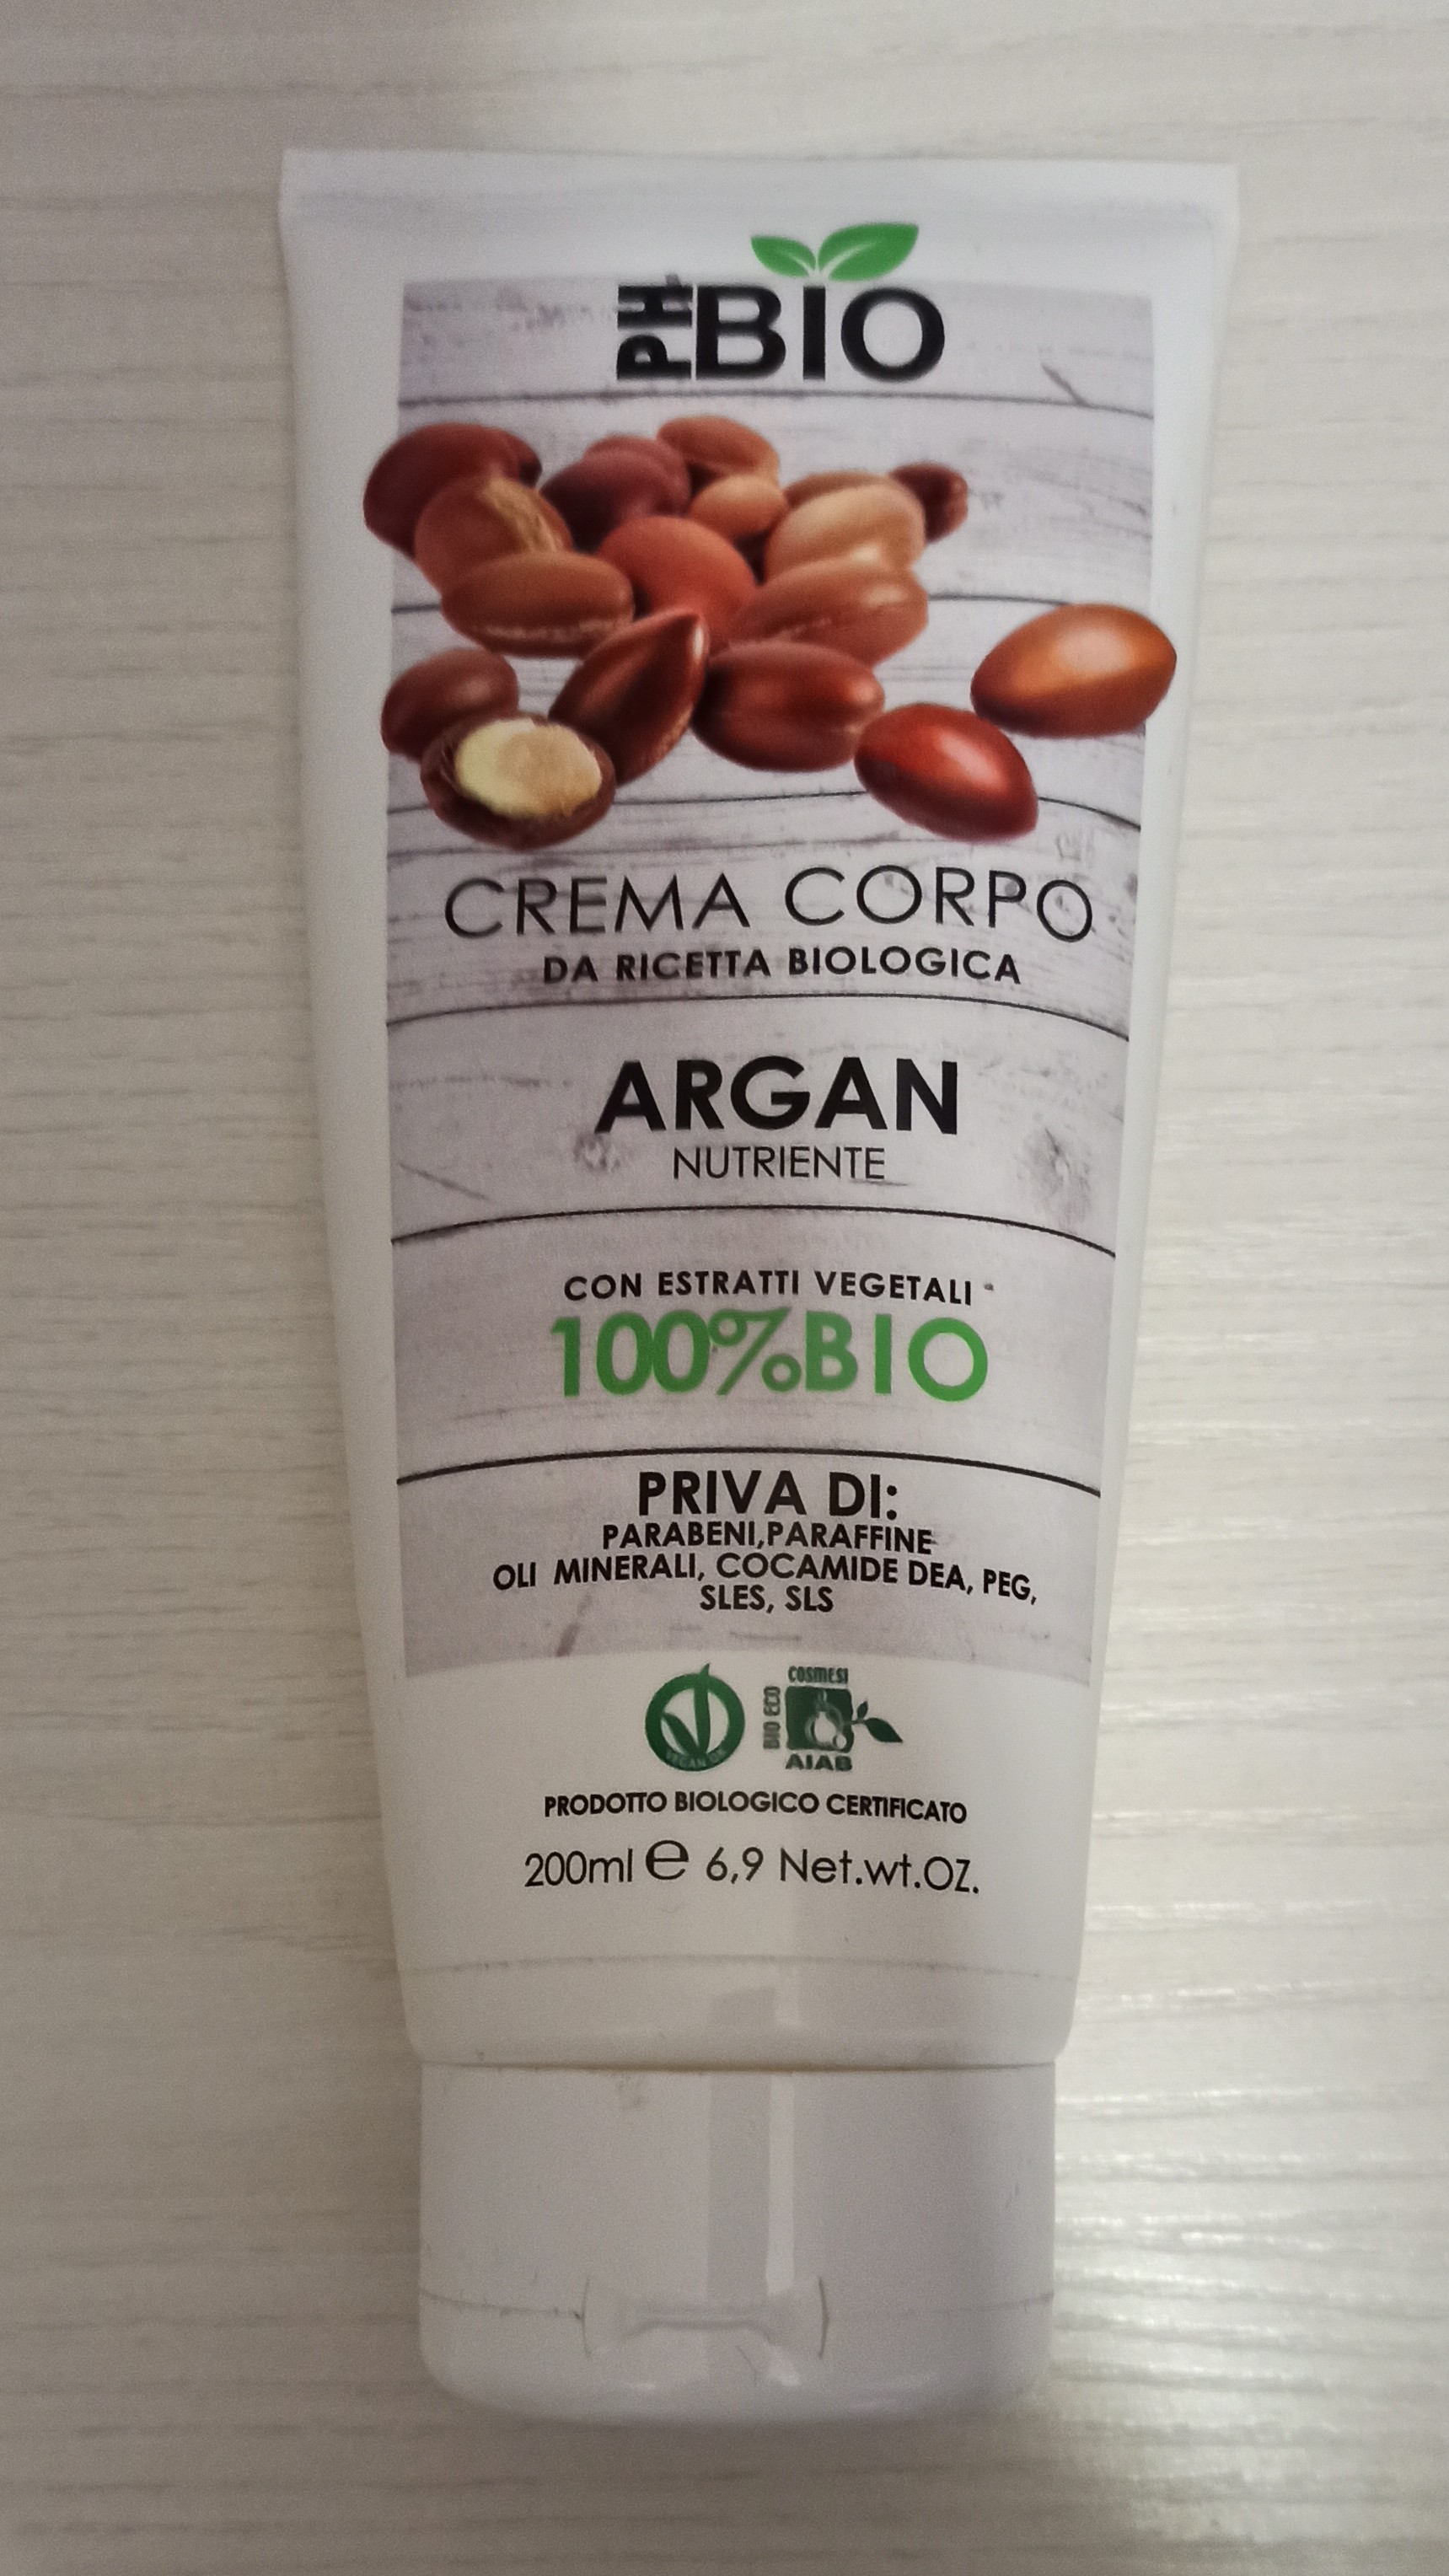 PH BIO
CREMA CORPO
DA RICETTA BIOLOGICA
ARGAN
NUTRIENTE
CON ESTRATTI VEGETALI
100%BIO
PRIVA DI:
PARABENI,PARAFFINE
OLI MINERALI, COCAMIDE DEA, PEG,
SLES, SLS
VEGAN OK
COSMESI
BIO ECO
AIAB
PRODOTTO BIOLOGICO CERTIFICATO
200ml e 6,9 Net.wt.OZ.